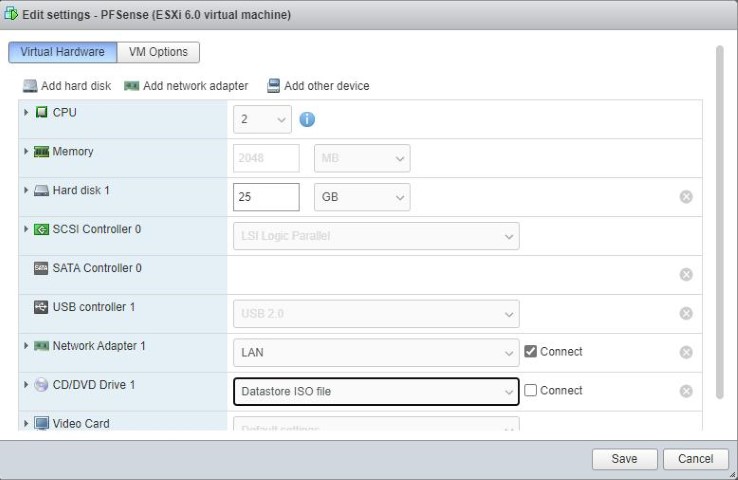 Edit settings - PFSense (ESXi 6.0 virtual machine)
Virtual Hardware VM Options
Add hard disk Add network adapter Add other device
CPU 2
Memory 2048 MB
Hard disk 1 25 GB
SCSI Controller 0 LSI Logic Parallel
SATA SATA Controller 0
USB controller 1 USB 2.0
Network Adapter 1 LAN Connect
CD/DVD Drive 1 Datastore ISO file Connect
Video Card Default settings
Save Cancel